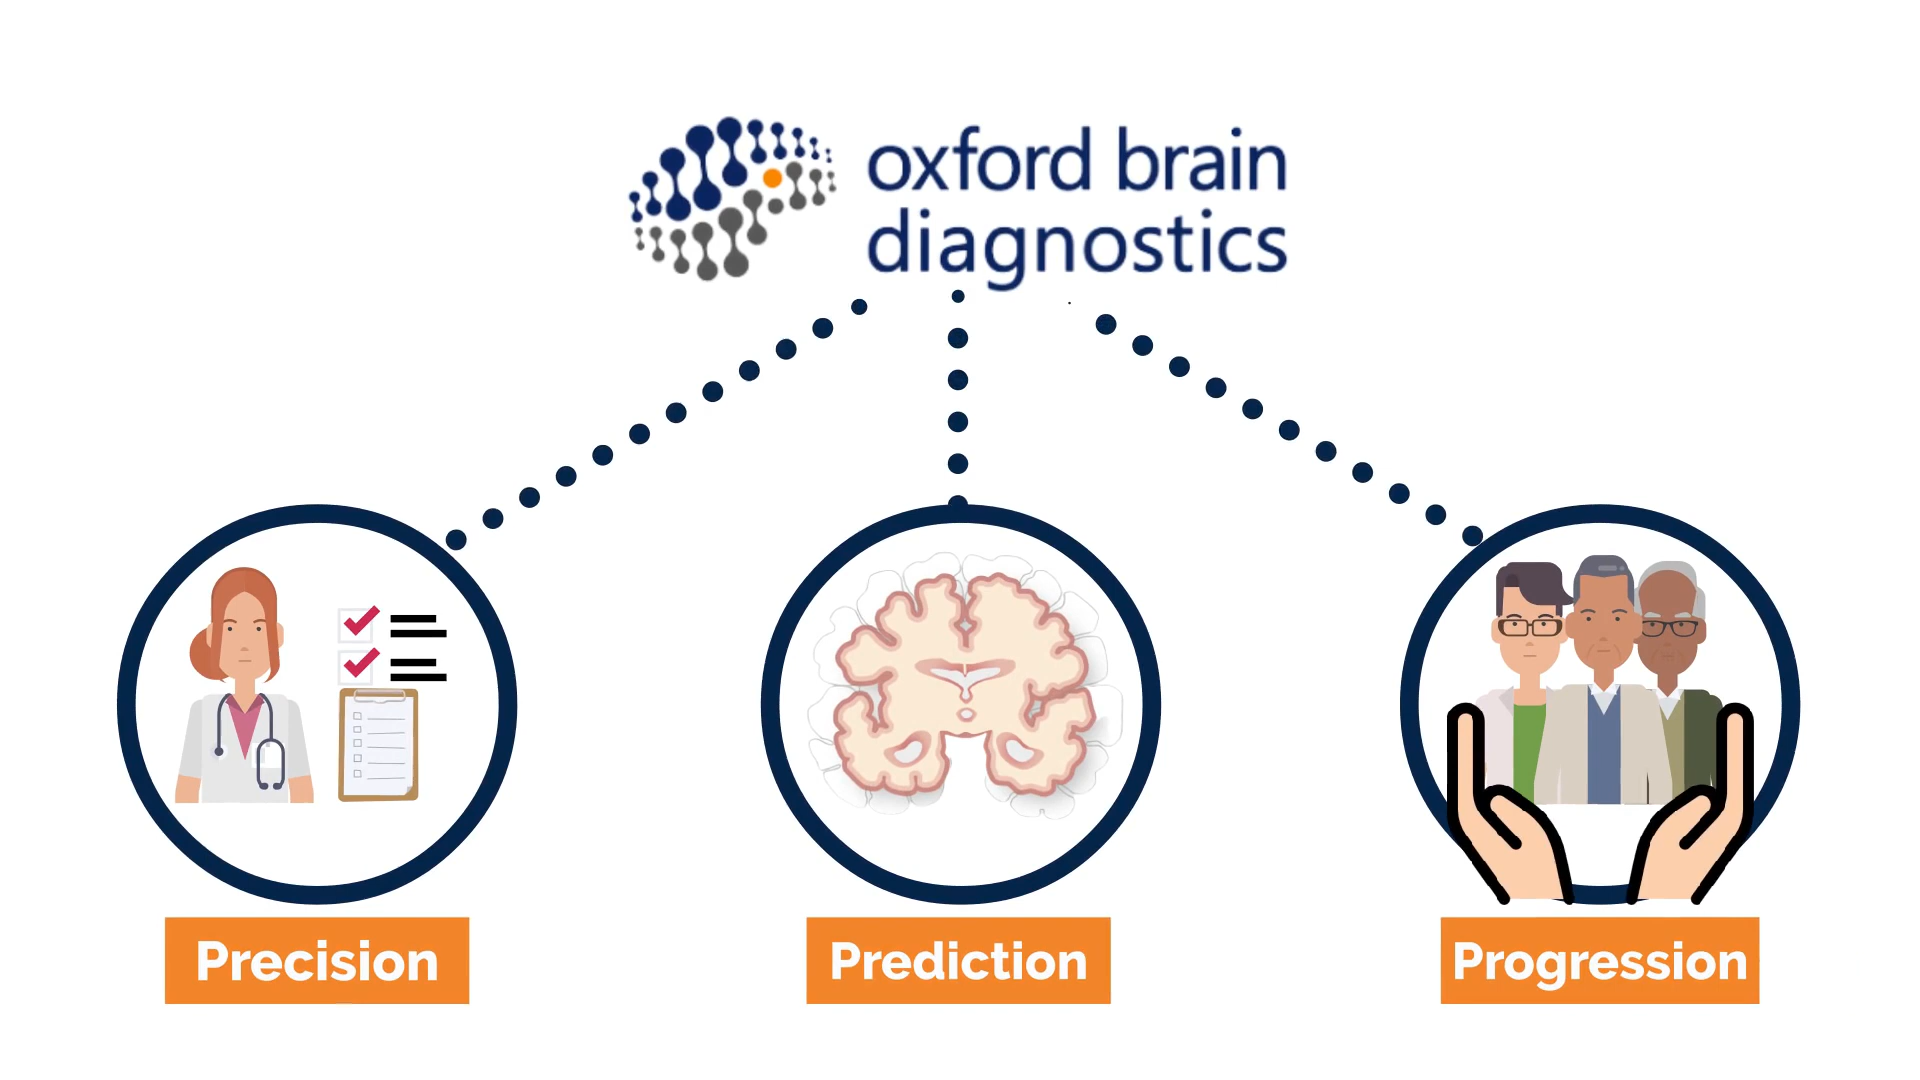 oxford brain
diagnostics
Precision
Prediction
Progression